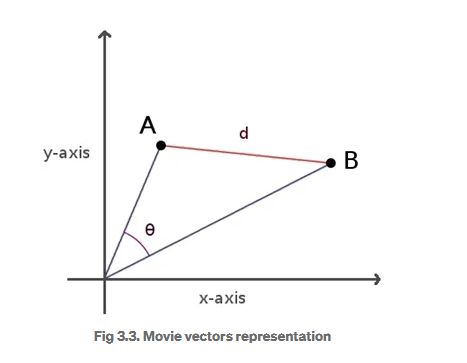 A
d
B
y-axis
θ
x-axis
Fig 3.3. Movie vectors representation